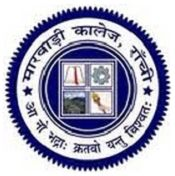 मारवाड़ी कालेज, राँची
आ नो भद्राः क्रतवो यन्तु विश्वतः